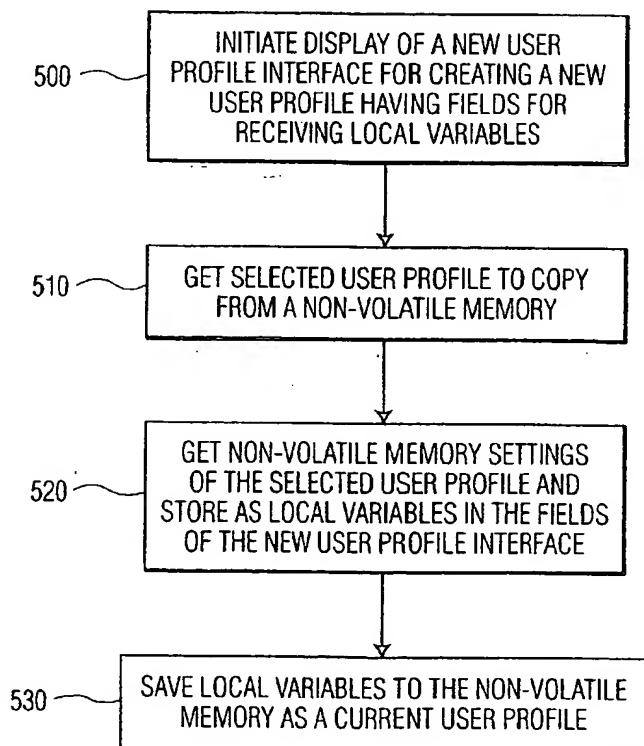 500
INITIATE DISPLAY OF A NEW USER
PROFILE INTERFACE FOR CREATING A NEW
USER PROFILE HAVING FIELDS FOR
RECEIVING LOCAL VARIABLES
510
GET SELECTED USER PROFILE TO COPY
FROM A NON-VOLATILE MEMORY
520
GET NON-VOLATILE MEMORY SETTINGS
OF THE SELECTED USER PROFILE AND
STORE AS LOCAL VARIABLES IN THE FIELDS
OF THE NEW USER PROFILE INTERFACE
530
SAVE LOCAL VARIABLES TO THE NON-VOLATILE
MEMORY AS A CURRENT USER PROFILE